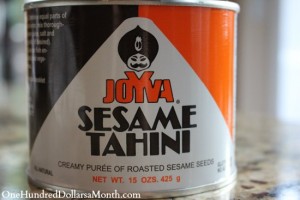 JOYVA®
SESAME
TAHINI
CREAMY PURÉE OF ROASTED SESAME SEEDS
NET WT. 15 OZS. 425 g
OneHundredDollarsaMonth.com